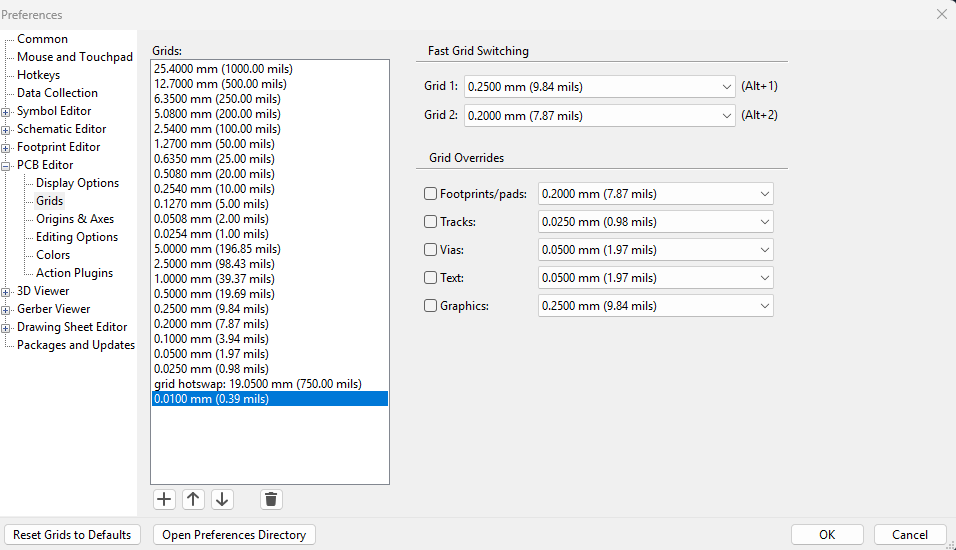 Preferences
Common
Mouse and Touchpad
Hotkeys
Data Collection
Symbol Editor
Schematic Editor
Footprint Editor
PCB Editor
Display Options
Grids
Origins & Axes
Editing Options
Colors
Action Plugins
3D Viewer
Gerber Viewer
Drawing Sheet Editor
Packages and Updates
Grids:
25.4000 mm (1000.00 mils)
12.7000 mm (500.00 mils)
6.3500 mm (250.00 mils)
5.0800 mm (200.00 mils)
2.5400 mm (100.00 mils)
1.2700 mm (50.00 mils)
0.6350 mm (25.00 mils)
0.5080 mm (20.00 mils)
0.2540 mm (10.00 mils)
0.1270 mm (5.00 mils)
0.0508 mm (2.00 mils)
0.0254 mm (1.00 mils)
5.0000 mm (196.85 mils)
2.5000 mm (98.43 mils)
1.0000 mm (39.37 mils)
0.5000 mm (19.69 mils)
0.2500 mm (9.84 mils)
0.2000 mm (7.87 mils)
0.1000 mm (3.94 mils)
0.0500 mm (1.97 mils)
0.0250 mm (0.98 mils)
grid hotswap: 19.0500 mm (750.00 mils)
0.0100 mm (0.39 mils)
Fast Grid Switching
Grid 1: 0.2500 mm (9.84 mils) (Alt+1)
Grid 2: 0.2000 mm (7.87 mils) (Alt+2)
Grid Overrides
Footprints/pads: 0.2000 mm (7.87 mils)
Tracks: 0.0250 mm (0.98 mils)
Vias: 0.0500 mm (1.97 mils)
Text: 0.0500 mm (1.97 mils)
Graphics: 0.2500 mm (9.84 mils)
Reset Grids to Defaults
Open Preferences Directory
OK
Cancel